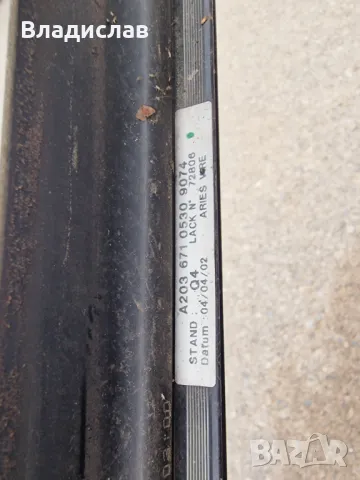 Владислав
A203 671 0530 9074
LACK N° 72806
STAND : Q4 ARIES
Datum :04/04/02
BAZAR